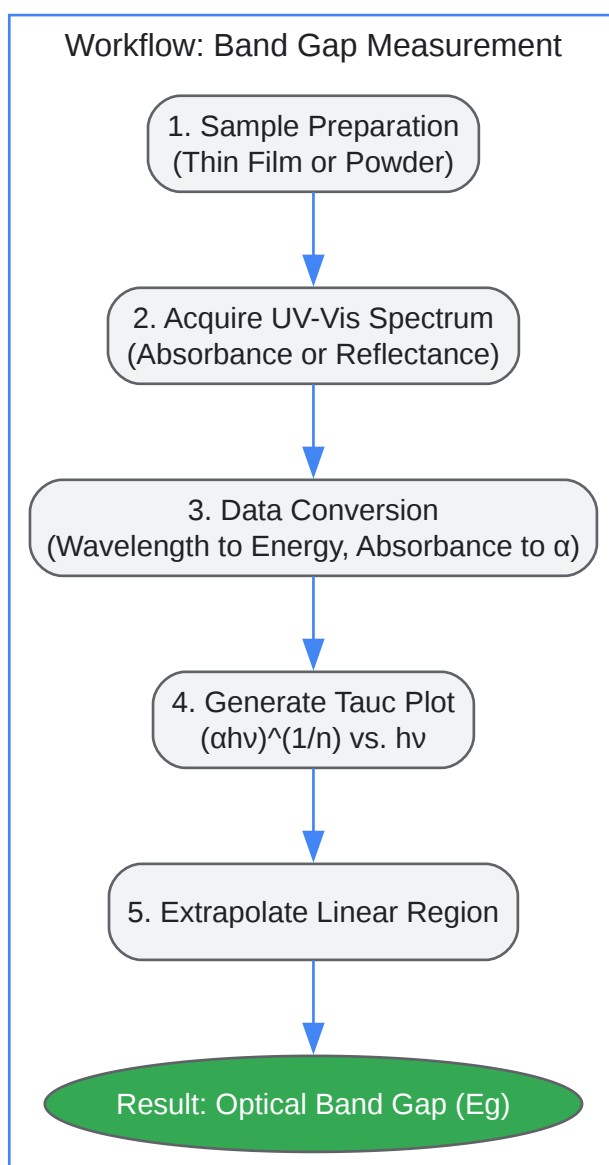 Workflow: Band Gap Measurement
1. Sample Preparation
(Thin Film or Powder)
2. Acquire UV-Vis Spectrum
(Absorbance or Reflectance)
3. Data Conversion
(Wavelength to Energy, Absorbance to α)
4. Generate Tauc Plot
(αhν)^(1/n) vs. hν
5. Extrapolate Linear Region
Result: Optical Band Gap (Eg)